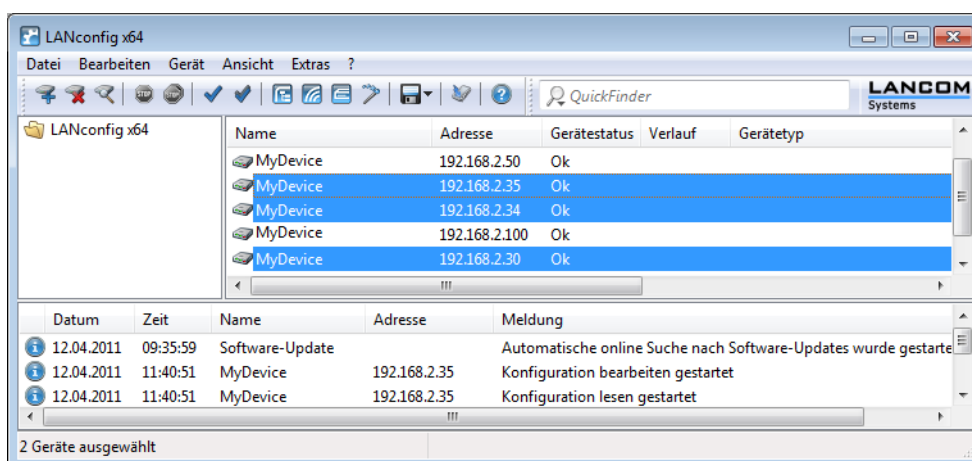 LANconfig x64
Datei Bearbeiten Gerät Ansicht Extras ?
QuickFinder
LANCOM
Systems
LANconfig x64
Name Adresse Gerätestatus Verlauf Gerätetyp
MyDevice 192.168.2.50 Ok
MyDevice 192.168.2.35 Ok
MyDevice 192.168.2.34 Ok
MyDevice 192.168.2.100 Ok
MyDevice 192.168.2.30 Ok
Datum Zeit Name Adresse Meldung
12.04.2011 09:35:59 Software-Update Automatische online Suche nach Software-Updates wurde gestarte
12.04.2011 11:40:51 MyDevice 192.168.2.35 Konfiguration bearbeiten gestartet
12.04.2011 11:40:51 MyDevice 192.168.2.35 Konfiguration lesen gestartet
2 Geräte ausgewählt